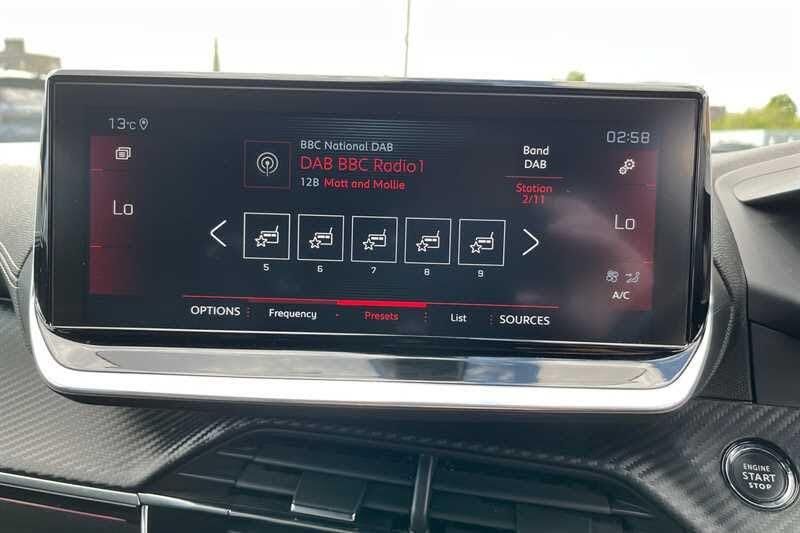 13°C
02:58
BBC National DAB
DAB BBC Radio1
12B Matt and Mollie
Band
DAB
Station
2/11
Lo
Lo
5 6 7 8 9
A/C
OPTIONS Frequency Presets List SOURCES
ENGINE
START
STOP